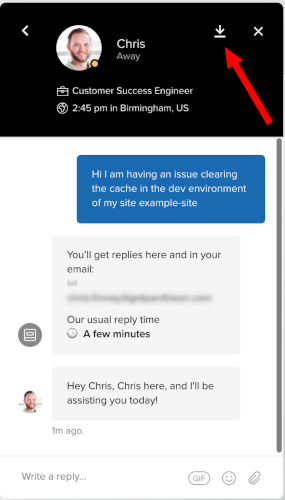 Chris
Away
Customer Success Engineer
2:45 pm in Birmingham, US
Hi I am having an issue clearing
the cache in the dev environment
of my site example-site
You'll get replies here and in your
email:
Our usual reply time
A few minutes
Hey Chris, Chris here, and I'll be
assisting you today!
1m ago.
Write a reply...
GIF